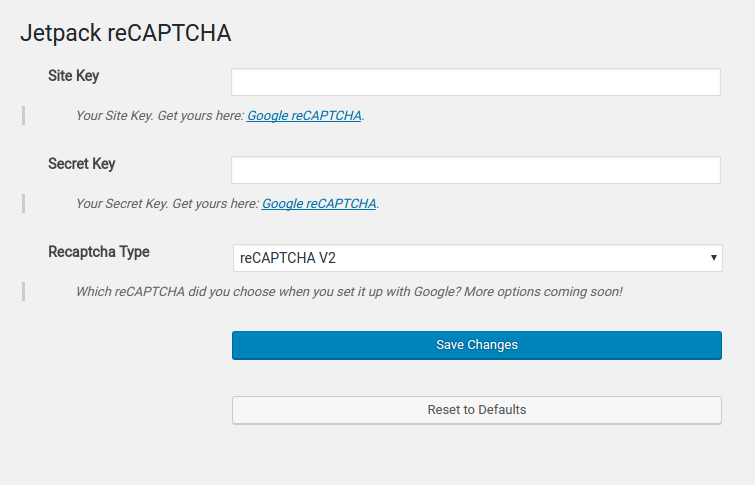 Jetpack reCAPTCHA
Site Key
Your Site Key. Get yours here: Google reCAPTCHA.
Secret Key
Your Secret Key. Get yours here: Google reCAPTCHA.
Recaptcha Type
reCAPTCHA V2
Which reCAPTCHA did you choose when you set it up with Google? More options coming soon!
Save Changes
Reset to Defaults